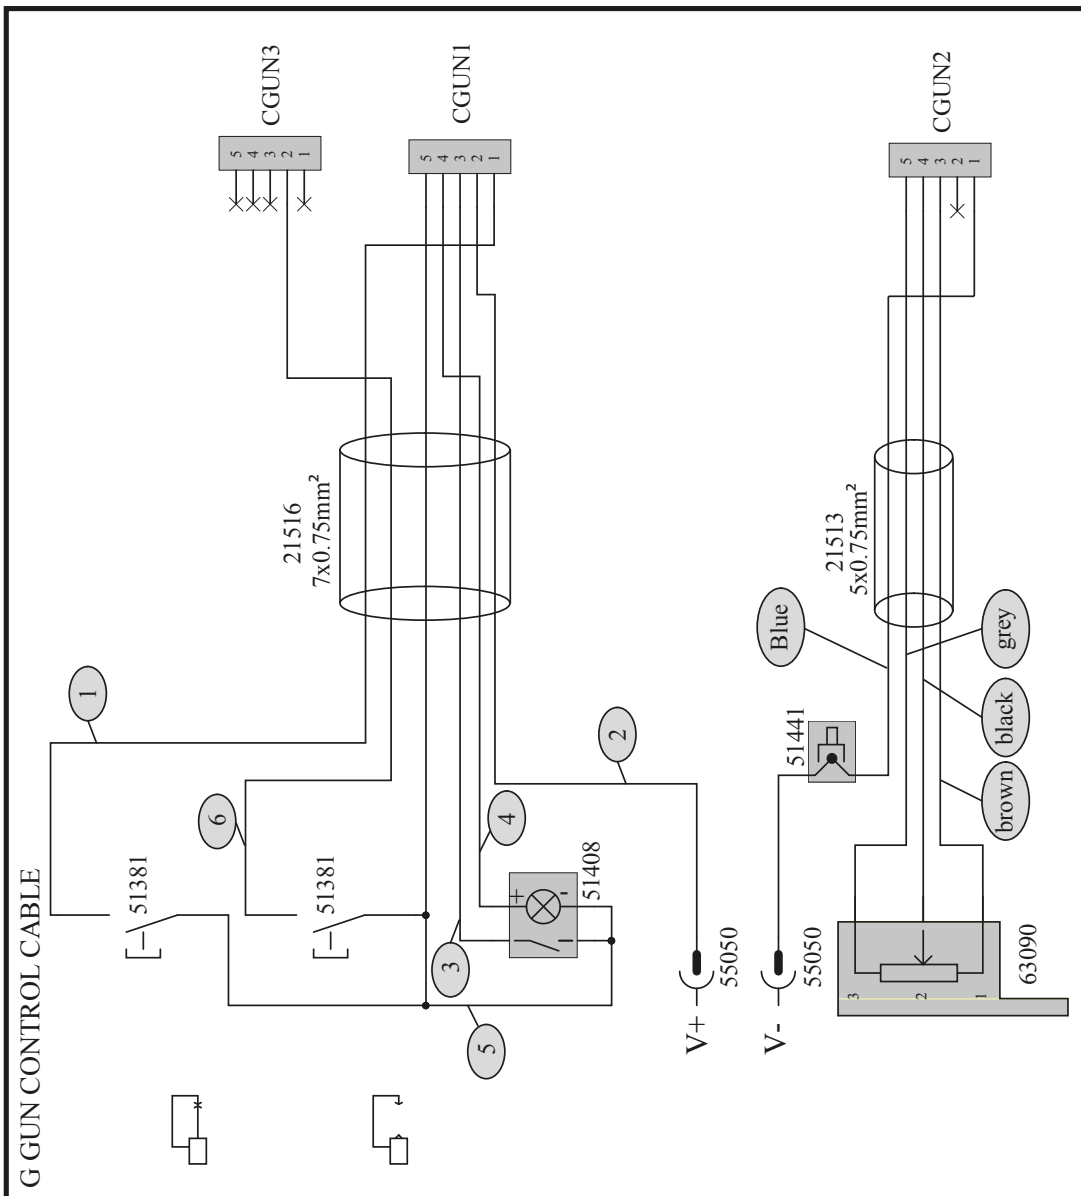 G GUN CONTROL CABLE
CGUN3
5
4
3
2
1
CGUN1
5
4
3
2
1
CGUN2
5
4
3
2
1
21516
7x0.75mm²
21513
5x0.75mm²
1
6
2
4
3
5
51381
51381
51408
+
-
Blue
grey
black
brown
51441
55050
V+
55050
V-
63090
3
2
1